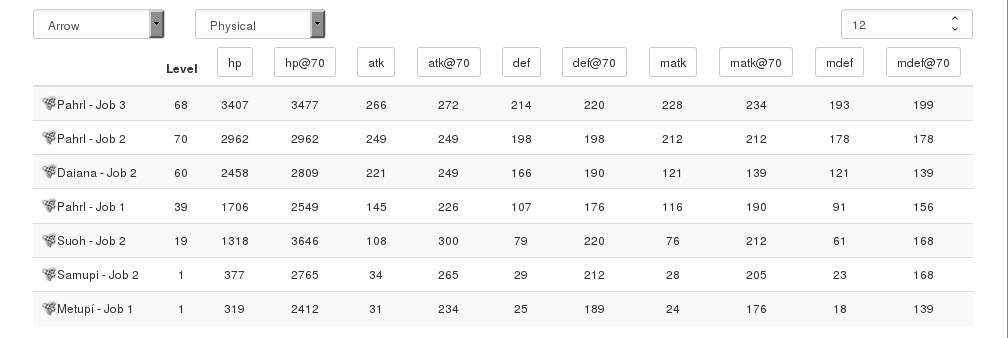 Arrow Physical 12
Level hp hp@70 atk atk@70 def def@70 matk matk@70 mdef mdef@70
Pahrl - Job 3 68 3407 3477 266 272 214 220 228 234 193 199
Pahrl - Job 2 70 2962 2962 249 249 198 198 212 212 178 178
Daiana - Job 2 60 2458 2809 221 249 166 190 121 139 121 139
Pahrl - Job 1 39 1706 2549 145 226 107 176 116 190 91 156
Suoh - Job 2 19 1318 3646 108 300 79 220 76 212 61 168
Samupi - Job 2 1 377 2765 34 265 29 212 28 205 23 168
Metupí - Job 1 1 319 2412 31 234 25 189 24 176 18 139